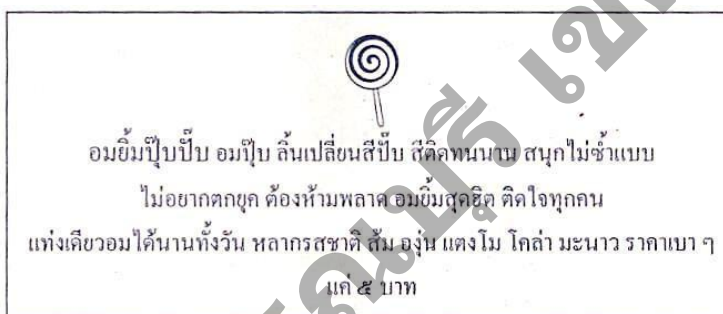 อมยิ้มปุ๊บปั๊บ อมปุ๊บ ลิ้นเปลี่ยนสีปั๊บ สีติดทนนาน สนุกไม่ซ้ำแบบ
ไม่อยากตกยุค ต้องห้ามพลาด อมยิ้มสุดฮิต ติดใจทุกคน
แท่งเดียวอมได้นานทั้งวัน หลากรสชาติ ส้ม องุ่น แตงโม โคล่า มะนาว ราคาเบา ๆ
แค่ ๕ บาท